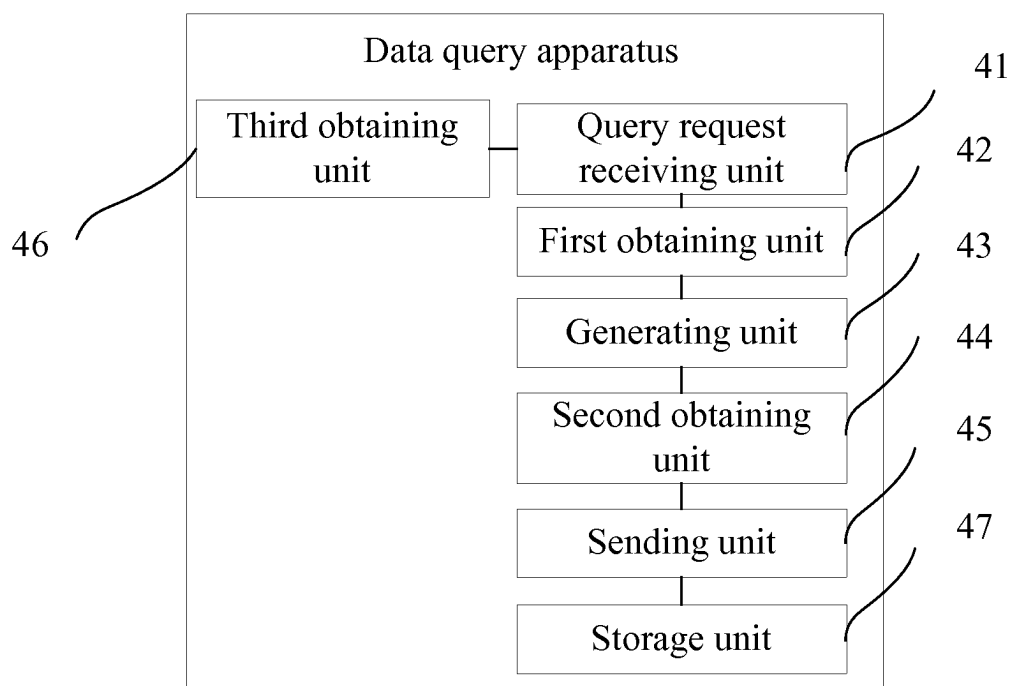 Data query apparatus
41
Third obtaining
unit
Query request
receiving unit
42
46
First obtaining unit
43
Generating unit
44
Second obtaining
unit
45
Sending unit
47
Storage unit